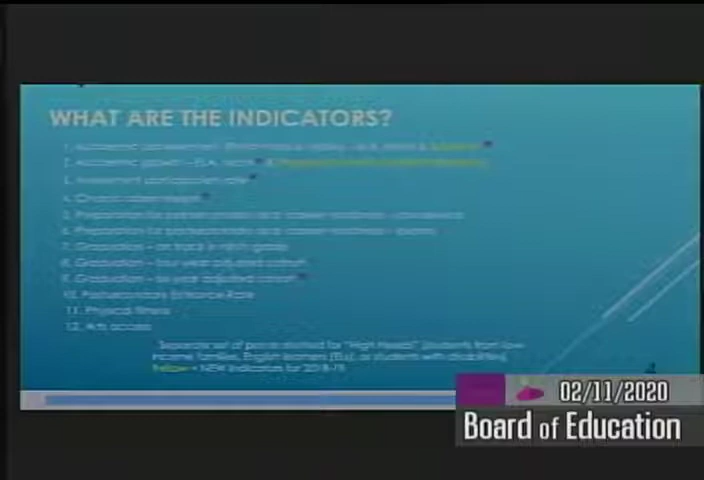 WHAT ARE THE INDICATORS?
1. Academic achievement
2. Academic growth – ELA, Math &
3. Assessment participation rate
4. Chronic absenteeism
5. Preparation for postsecondary and career readiness – coursework
6. Preparation for postsecondary and career readiness – exams
7. Graduation – on track in ninth grade
8. Graduation – four year adjusted cohort
9. Graduation – six year adjusted cohort
10. Postsecondary Entrance Rate
11. Physical fitness
12. Arts access
Separate set of points allotted for "High Needs" (students from low
income families, English learners (ELs), or students with disabilities)
Yellow = NEW Indicators for 2018-19
02/11/2020
Board of Education